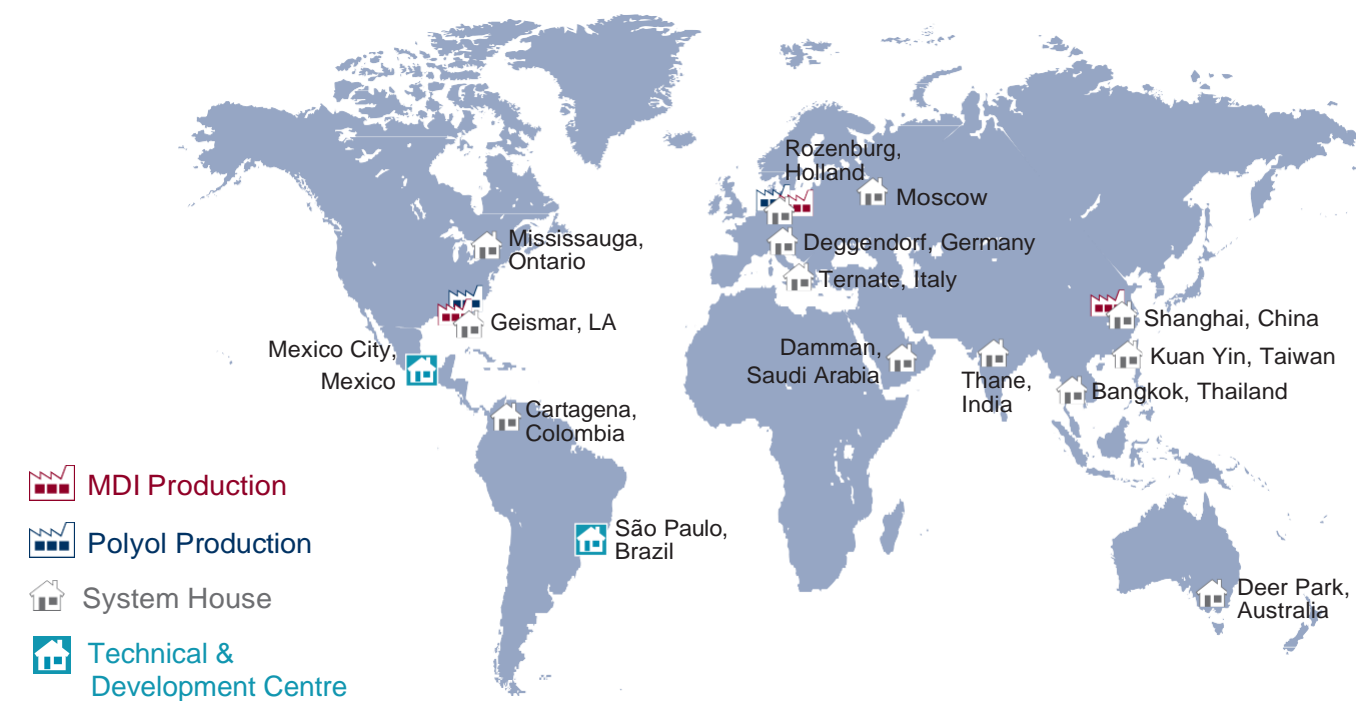 Rozenburg,
Holland
Moscow
Mississauga,
Ontario
Deggendorf, Germany
Ternate, Italy
Geismar, LA
Shanghai, China
Mexico City,
Mexico
Damman,
Saudi Arabia
Kuan Yin, Taiwan
Thane,
India
Bangkok, Thailand
Cartagena,
Colombia
MDI Production
São Paulo,
Brazil
Polyol Production
System House
Deer Park,
Australia
Technical &
Development Centre